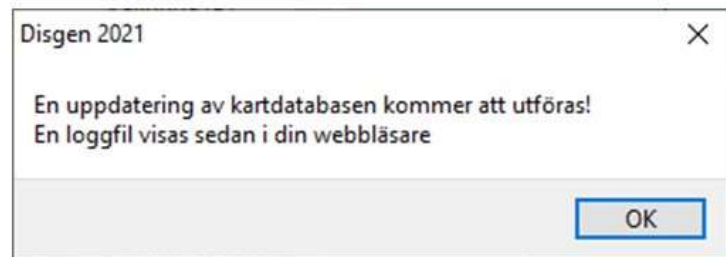 Disgen 2021
En uppdatering av kartdatabasen kommer att utföras!
En loggfil visas sedan i din webbläsare
OK